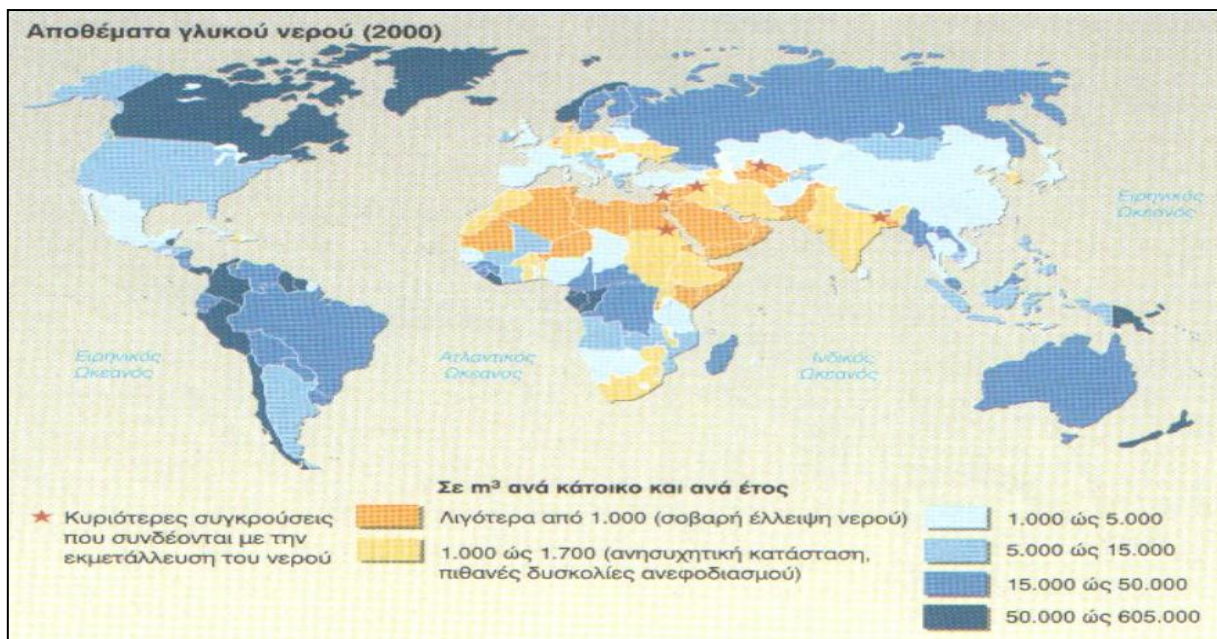 Αποθέματα γλυκού νερού (2000)
Ειρηνικός
Ωκεανός
Ειρηνικός
Ωκεανός
Ατλαντικός
Ωκεανος
Ινδικός
Ωκεανός
Σε m³ ανά κάτοικο και ανά έτος
★ Κυριότερες συγκρούσεις
που συνδέονται με την
εκμετάλλευση του νερού
Λιγότερα από 1.000 (σοβαρή έλλειψη νερού)
1.000 ώς 1.700 (ανησυχητική κατάσταση,
πιθανές δυσκολίες ανεφοδιασμού)
1.000 ώς 5.000
5.000 ώς 15.000
15.000 ώς 50.000
50.000 ώς 605.000